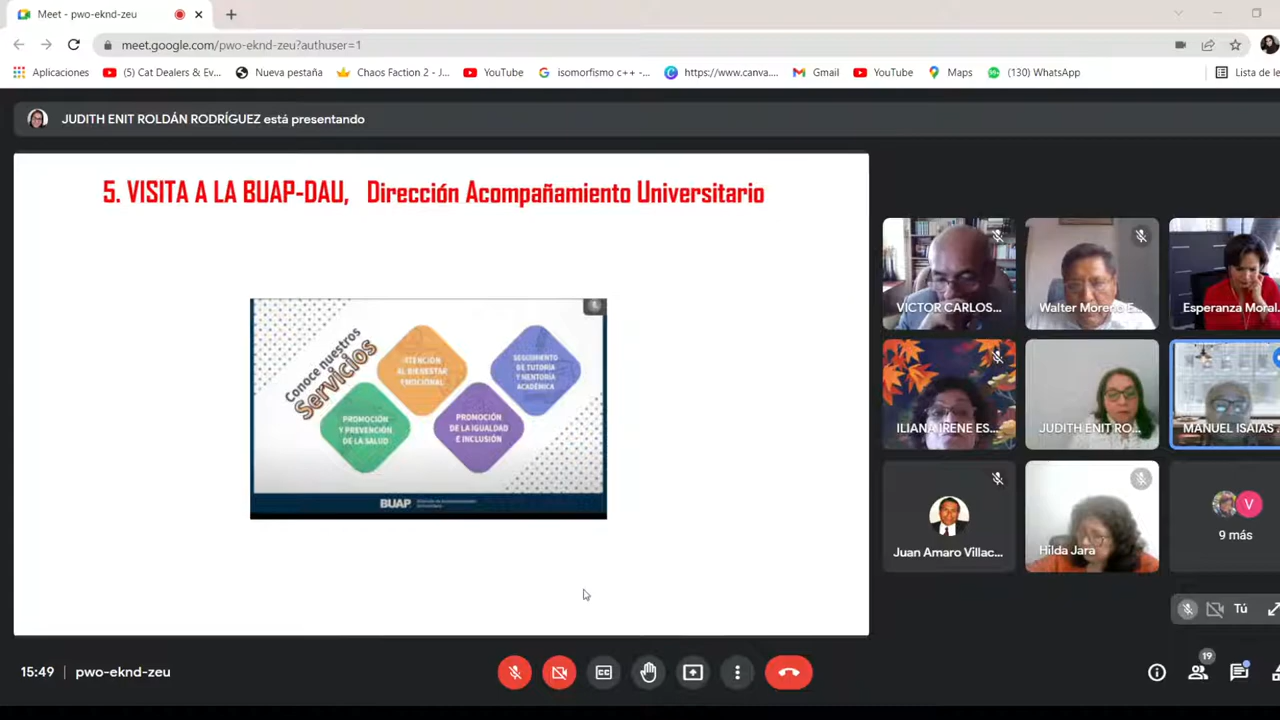 Meet - pwo-eknd-zeu
meet.google.com/pwo-eknd-zeu?authuser=1
Aplicaciones
(5) Cat Dealers & Ev...
Nueva pestaña
Chaos Faction 2 - J...
YouTube
isomorfismo c++ -...
https://www.canva....
Gmail
YouTube
Maps
(130) WhatsApp
Lista de le
JUDITH ENIT ROLDÁN RODRÍGUEZ está presentando
5. VISITA A LA BUAP-DAU, Dirección Acompañamiento Universitario
Conoce nuestros
Servicios
ATENCIÓN
AL BIENESTAR
EMOCIONAL
SEGUIMIENTO
DE TUTORÍA
Y MENTORÍA
ACADÉMICA
PROMOCIÓN
Y PREVENCIÓN
DE LA SALUD
PROMOCIÓN
DE LA IGUALDAD
E INCLUSIÓN
BUAP
VICTOR CARLOS...
Walter Moreno E...
Esperanza Moral...
ILIANA IRENE ES...
JUDITH ENIT RO...
MANUEL ISAIAS
Juan Amaro Villac...
Hilda Jara
V
9 más
Tú
15:49 | pwo-eknd-zeu
19